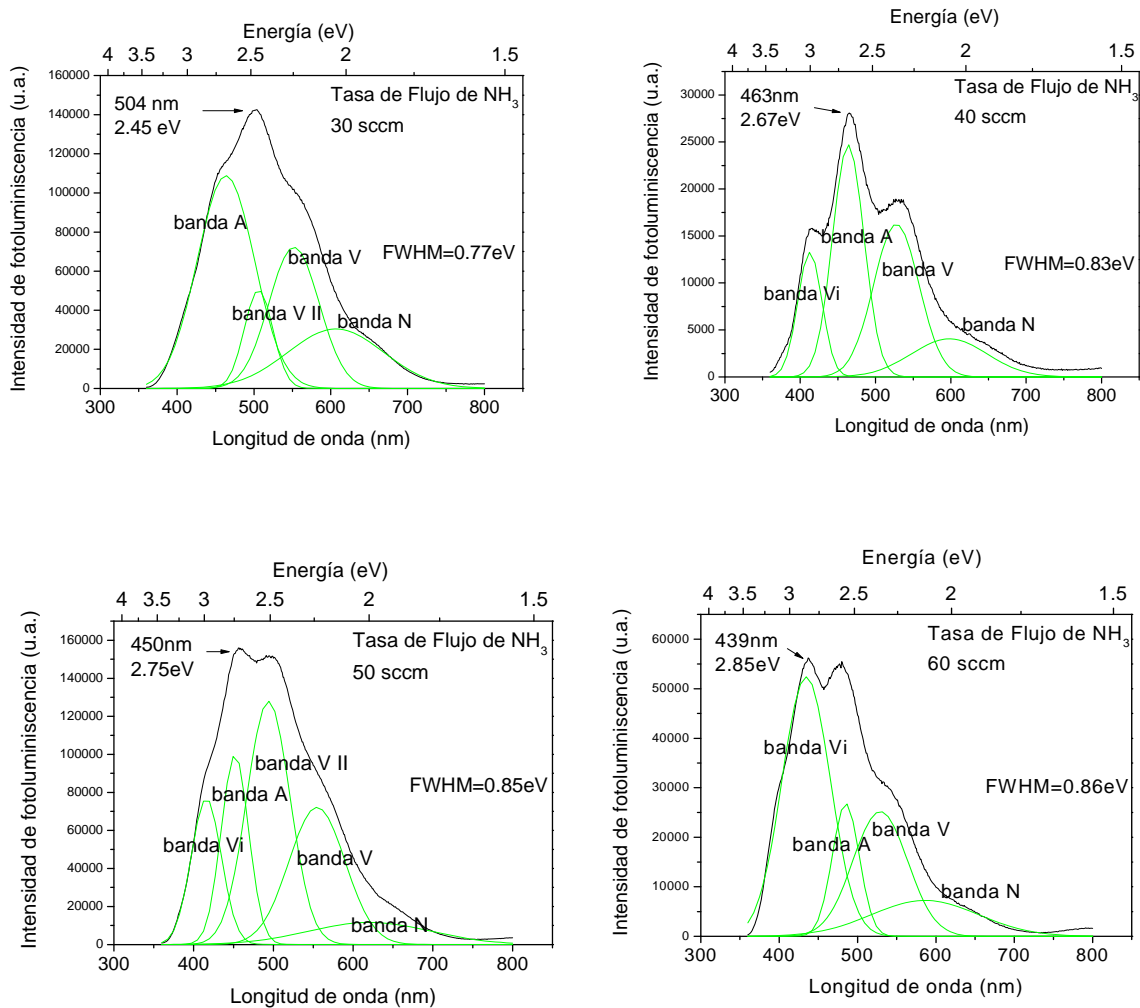 Energía (eV)
4 3.5 3 2.5 2 1.5
160000
140000
120000
100000
80000
60000
40000
20000
0
Intensidad de fotoluminiscencia (u.a.)
504 nm
2.45 eV
Tasa de Flujo de NH3
30 sccm
banda A
banda V
FWHM=0.77eV
banda V II
banda N
300 400 500 600 700 800
Longitud de onda (nm)
Energía (eV)
4 3.5 3 2.5 2 1.5
30000
25000
20000
15000
10000
5000
0
Intensidad de fotoluminiscencia (u.a.)
463nm
2.67eV
Tasa de Flujo de NH3
40 sccm
banda A
banda V
FWHM=0.83eV
banda Vi
banda N
300 400 500 600 700 800
Longitud de onda (nm)
Energía (eV)
4 3.5 3 2.5 2 1.5
160000
140000
120000
100000
80000
60000
40000
20000
0
Intensidad de fotoluminiscencia (u.a.)
450nm
2.75eV
Tasa de Flujo de NH3
50 sccm
banda V II
FWHM=0.85eV
banda A
banda Vi
banda V
banda N
300 400 500 600 700 800
Longitud de onda (nm)
Energía (eV)
4 3.5 3 2.5 2 1.5
60000
50000
40000
30000
20000
10000
0
Intensidad de fotoluminiscencia (u.a.)
439nm
2.85eV
Tasa de Flujo de NH3
60 sccm
banda Vi
FWHM=0.86eV
banda V
banda A
banda N
300 400 500 600 700 800
Longitud de onda (nm)